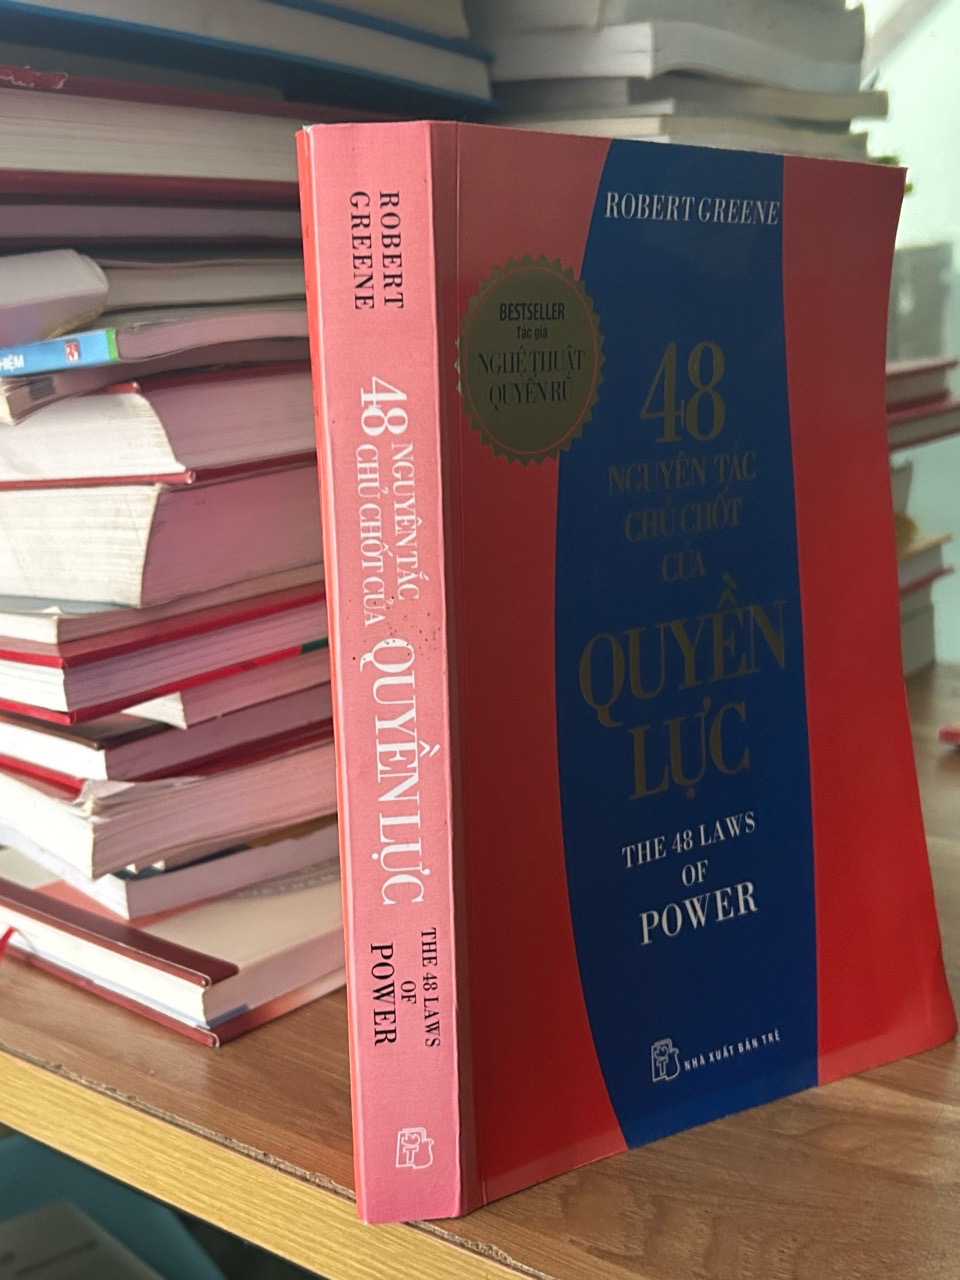 ROBERT
GREENE
48 NGUYÊN TẮC
CHỦ CHỐT CỦA
QUYỀN LỰC
THE 48 LAWS
OF
POWER
ROBERT GREENE
BESTSELLER
Tác giả
NGHỆ THUẬT
QUYẾN RŨ
48
NGUYÊN TẮC
CHỦ CHỐT
CỦA
QUYỀN
LỰC
THE 48 LAWS
OF
POWER
NHÀ XUẤT BẢN TRẺ